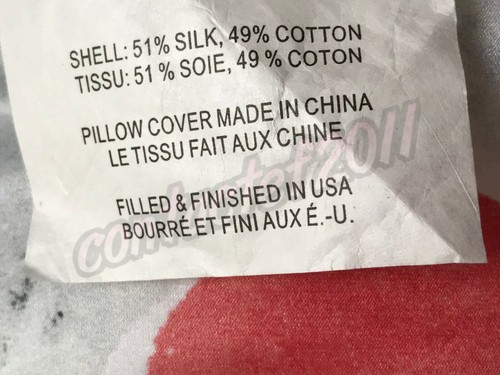 SHELL: 51% SILK, 49% COTTON
TISSU: 51 % SOIE, 49 % COTON
PILLOW COVER MADE IN CHINA
LE TISSU FAIT AUX CHINE
FILLED & FINISHED IN USA
BOURRÉ ET FINI AUX É.-U.